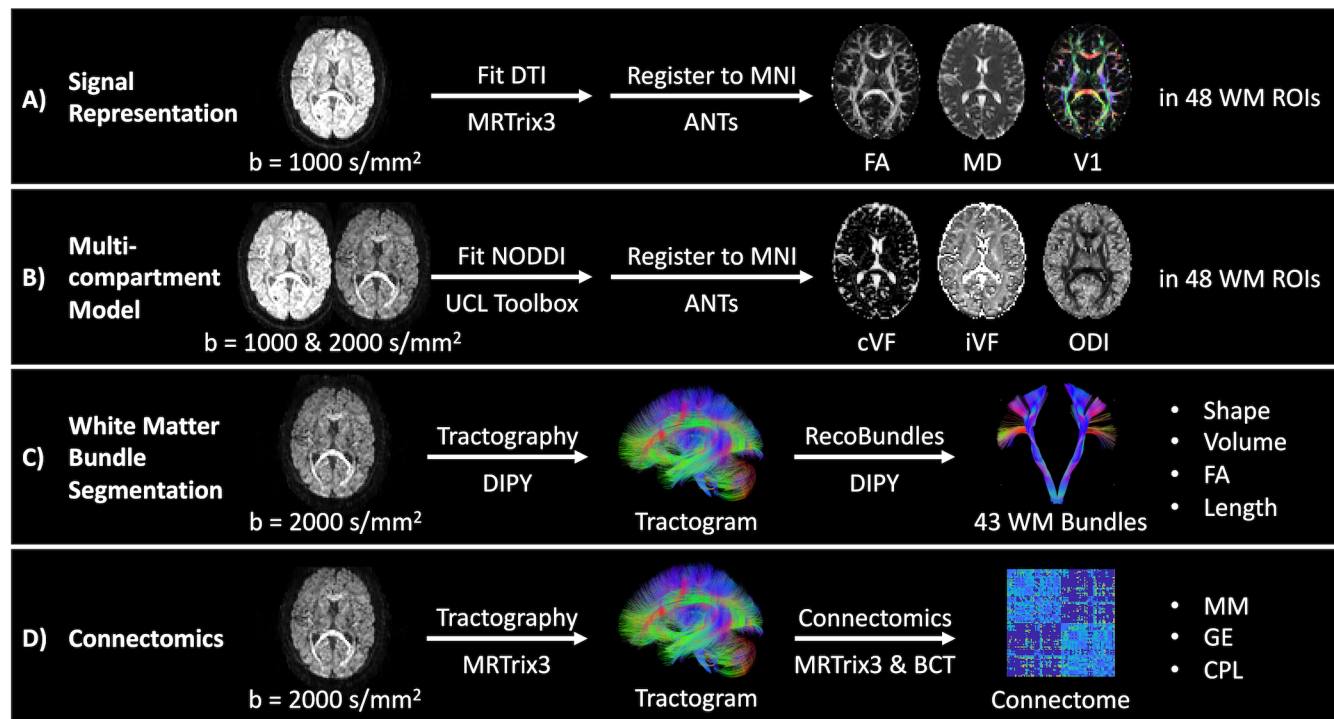 A) Signal Representation
b = 1000 s/mm²
Fit DTI
MRTrix3
Register to MNI
ANTs
FA
MD
V1
in 48 WM ROIs
B) Multi-compartment Model
b = 1000 & 2000 s/mm²
Fit NODDI
UCL Toolbox
Register to MNI
ANTs
cVF
iVF
ODI
in 48 WM ROIs
C) White Matter Bundle Segmentation
b = 2000 s/mm²
Tractography
DIPY
Tractogram
RecoBundles
DIPY
43 WM Bundles
• Shape
• Volume
• FA
• Length
D) Connectomics
b = 2000 s/mm²
Tractography
MRTrix3
Tractogram
Connectomics
MRTrix3 & BCT
Connectome
• MM
• GE
• CPL